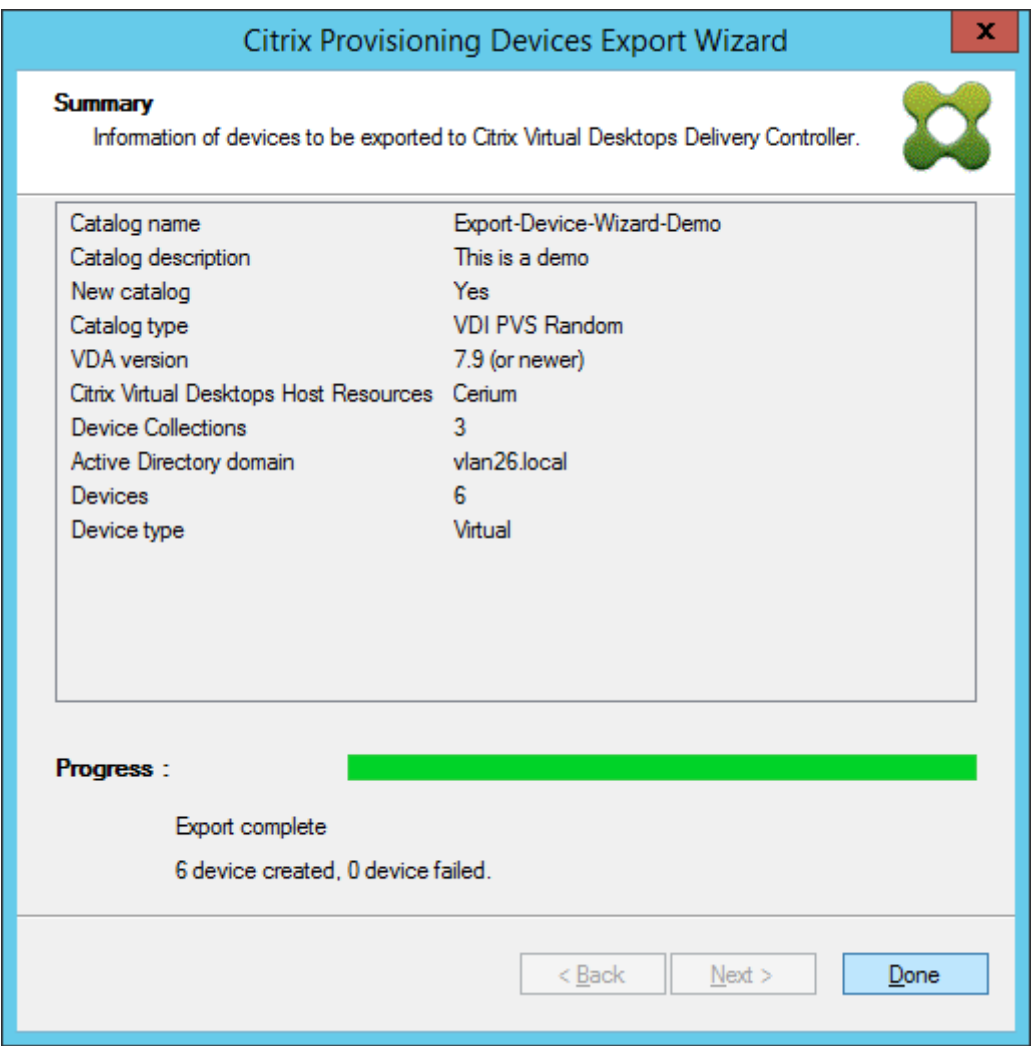 Citrix Provisioning Devices Export Wizard
x
Summary
Information of devices to be exported to Citrix Virtual Desktops Delivery Controller.
Catalog name Export-Device-Wizard-Demo
Catalog description This is a demo
New catalog Yes
Catalog type VDI PVS Random
VDA version 7.9 (or newer)
Citrix Virtual Desktops Host Resources Cerium
Device Collections 3
Active Directory domain vlan26.local
Devices 6
Device type Virtual
Progress :
Export complete
6 device created, 0 device failed.
< Back Next > Done